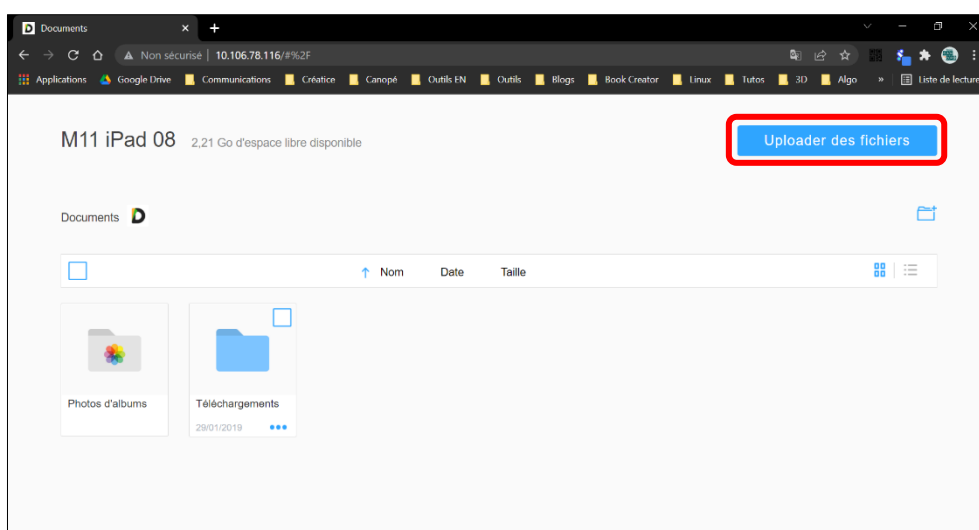 Documents
Non sécurisé | 10.106.78.116/#%2F
Applications Google Drive Communications Créatice Canopé Outils EN Outils Blogs Book Creator Linux Tutos 3D Algo » Liste de lecture
M11 iPad 08 2,21 Go d'espace libre disponible Uploader des fichiers
Documents
Nom Date Taille
Photos d'albums Téléchargements
29/01/2019